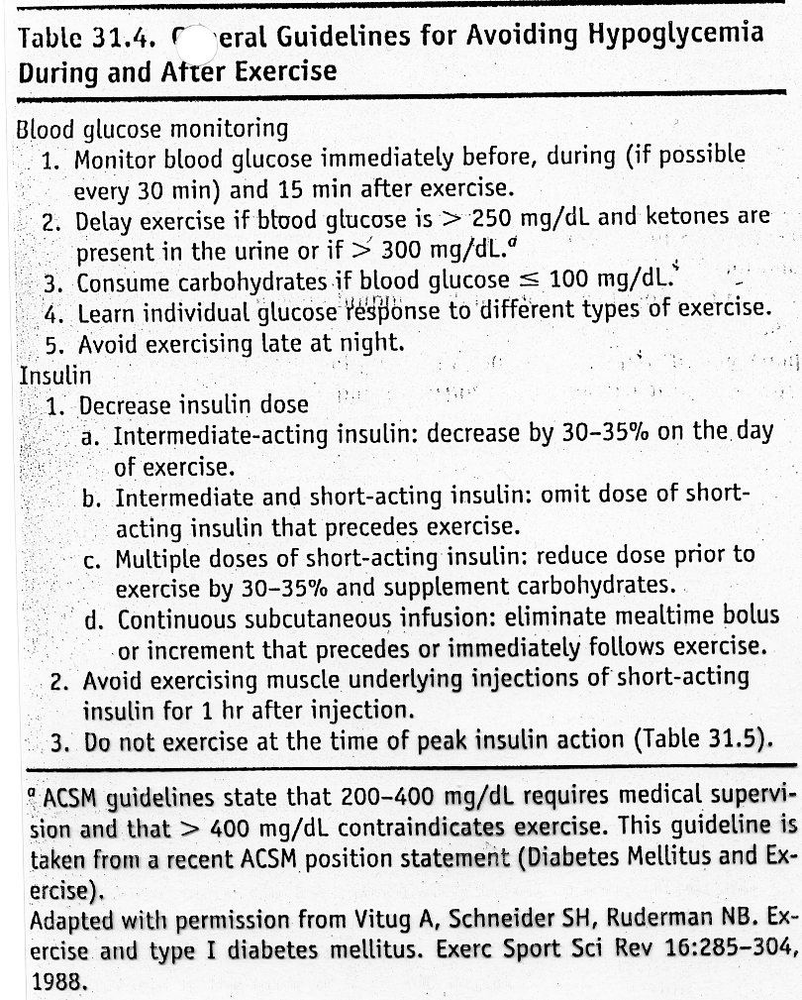 Table 31.4. General Guidelines for Avoiding Hypoglycemia
During and After Exercise
Blood glucose monitoring
1. Monitor blood glucose immediately before, during (if possible
every 30 min) and 15 min after exercise.
2. Delay exercise if blood glucose is > 250 mg/dL and ketones are
present in the urine or if > 300 mg/dL.ᵃ
3. Consume carbohydrates if blood glucose ≤ 100 mg/dL.
4. Learn individual glucose response to different types of exercise.
5. Avoid exercising late at night.
Insulin
1. Decrease insulin dose
a. Intermediate-acting insulin: decrease by 30–35% on the day
of exercise.
b. Intermediate and short-acting insulin: omit dose of short-
acting insulin that precedes exercise.
c. Multiple doses of short-acting insulin: reduce dose prior to
exercise by 30–35% and supplement carbohydrates.
d. Continuous subcutaneous infusion: eliminate mealtime bolus
or increment that precedes or immediately follows exercise.
2. Avoid exercising muscle underlying injections of short-acting
insulin for 1 hr after injection.
3. Do not exercise at the time of peak insulin action (Table 31.5).
ᵃ ACSM guidelines state that 200–400 mg/dL requires medical supervi-
sion and that > 400 mg/dL contraindicates exercise. This guideline is
taken from a recent ACSM position statement (Diabetes Mellitus and Ex-
ercise).
Adapted with permission from Vitug A, Schneider SH, Ruderman NB. Ex-
ercise and type I diabetes mellitus. Exerc Sport Sci Rev 16:285–304,
1988.